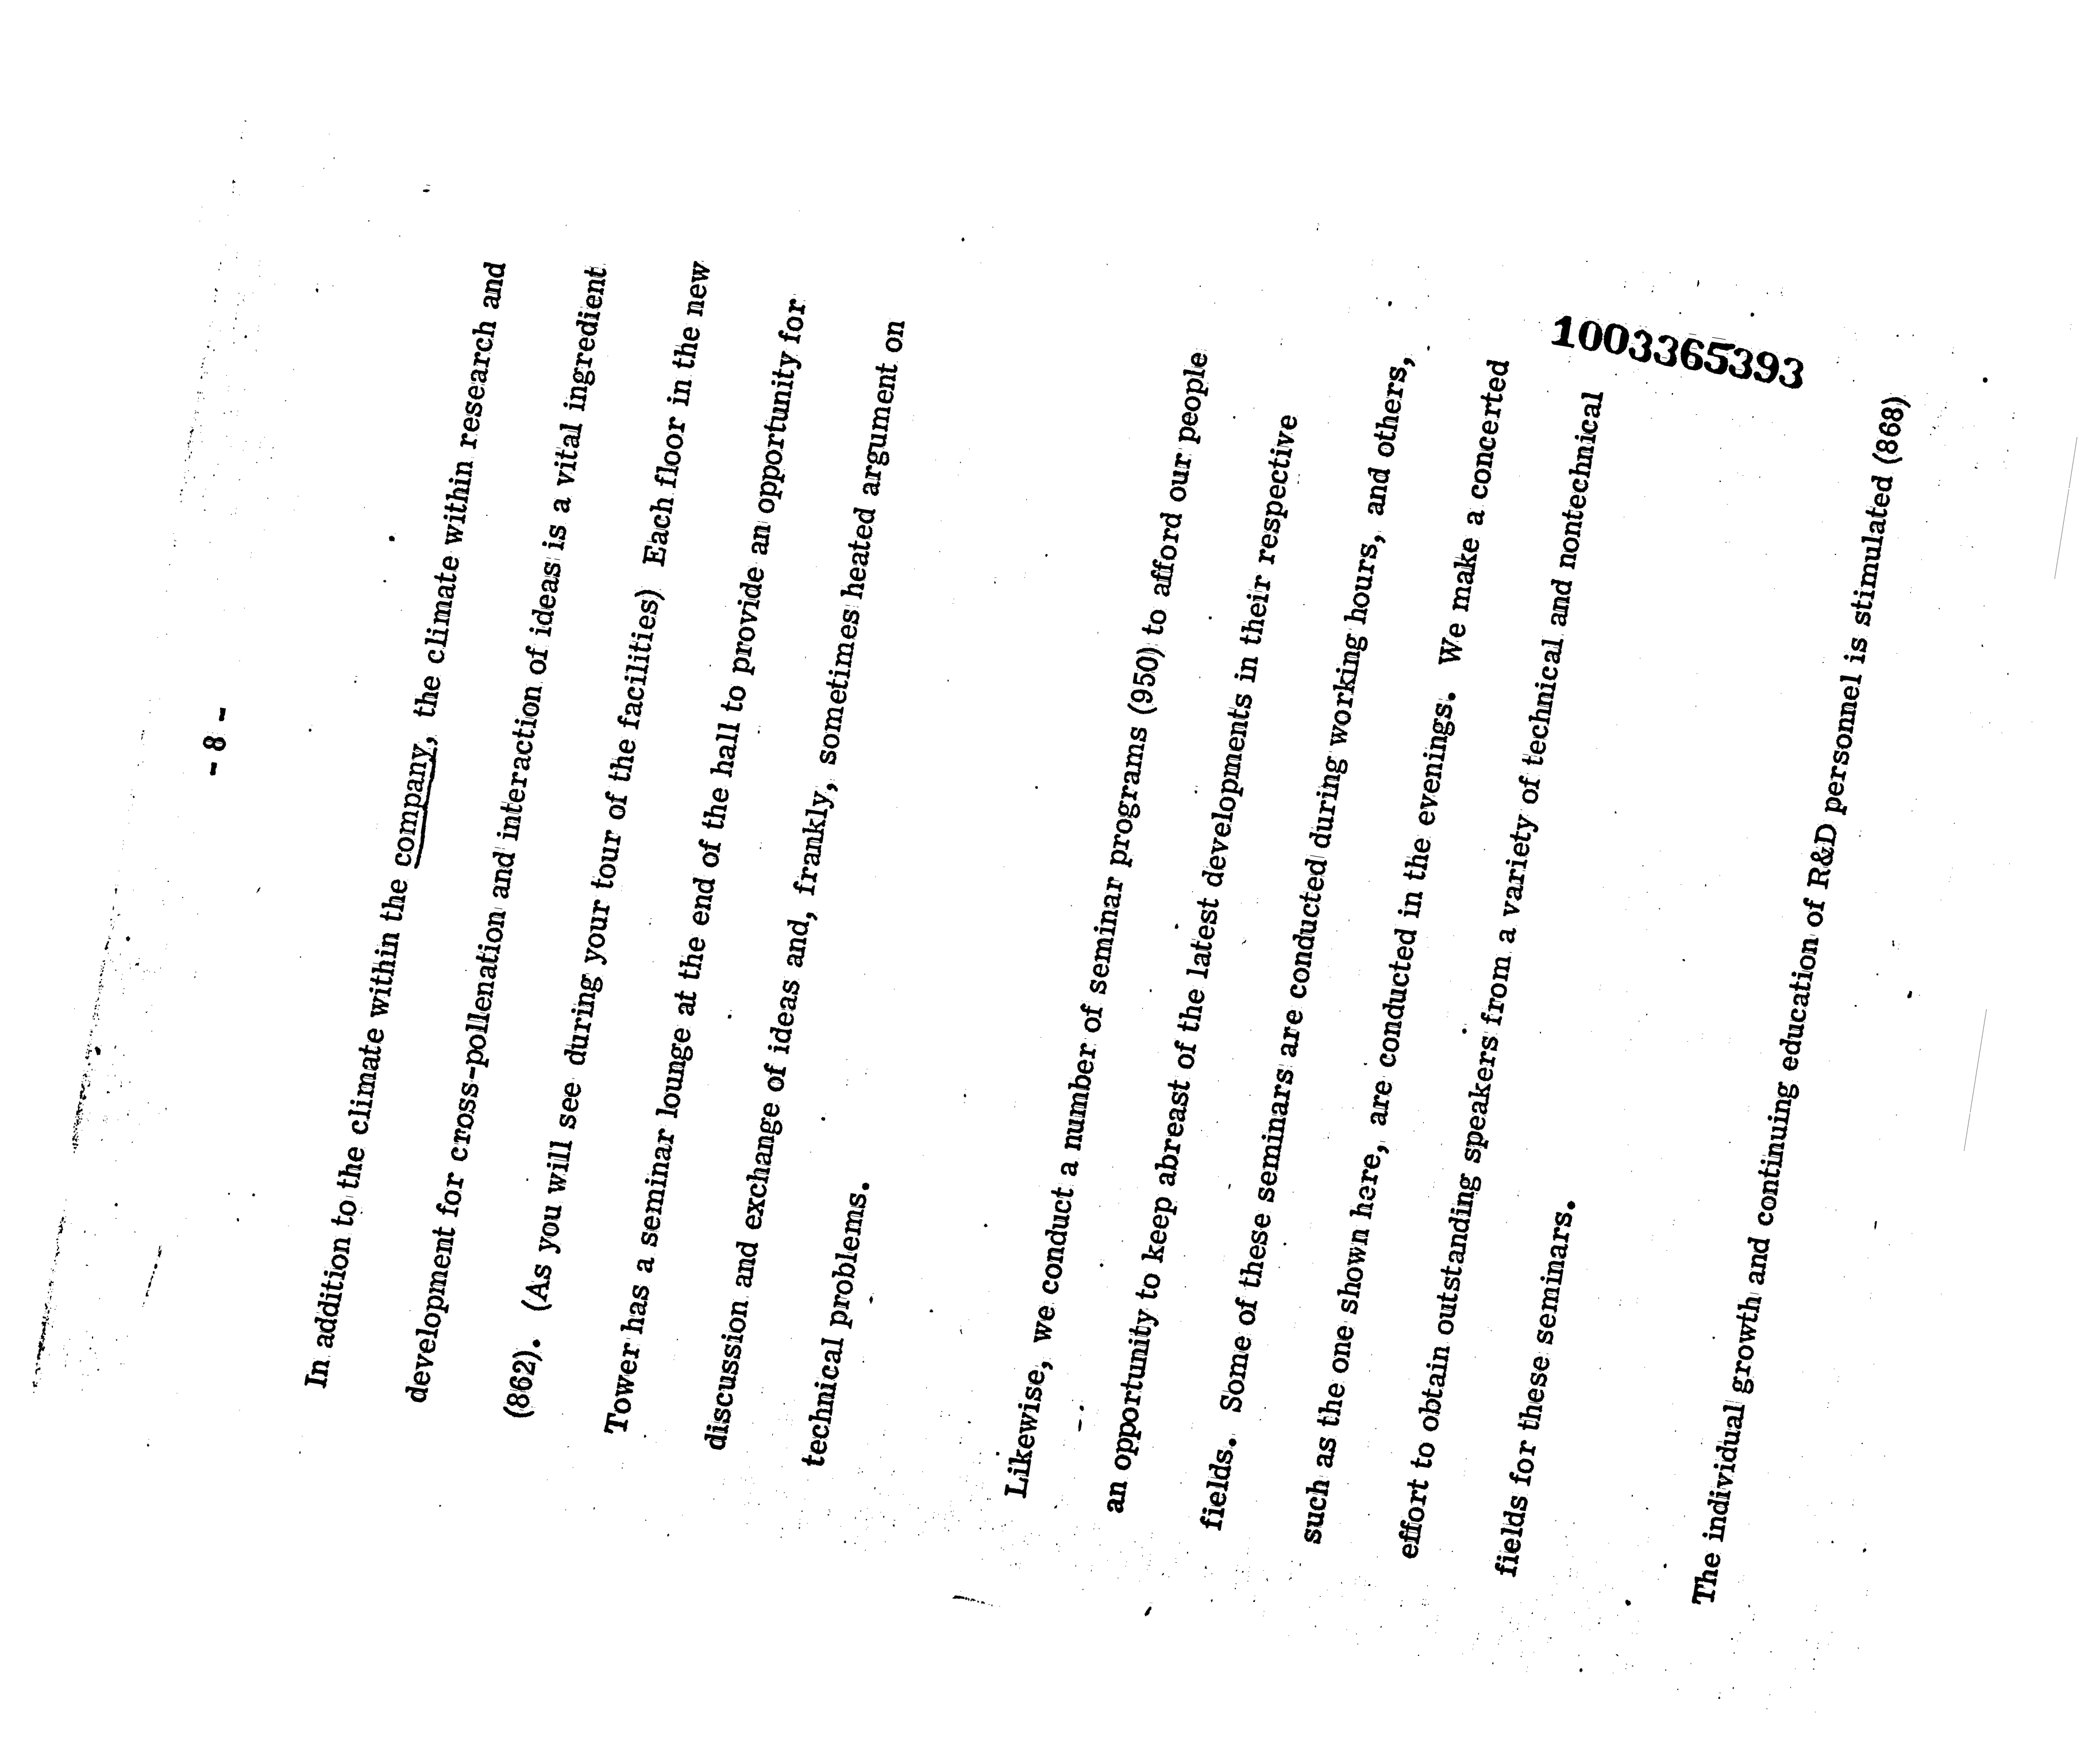 - 8 -
In addition to the climate within the company, the climate within research and
development for cross-pollenation and interaction of ideas is a vital ingredient
(862). (As you will see during your tour of the facilities) Each floor in the new
Tower has a seminar lounge at the end of the hall to provide an opportunity for
discussion and exchange of ideas and, frankly, sometimes heated argument on
technical problems.
Likewise, we conduct a number of seminar programs (950) to afford our people
an opportunity to keep abreast of the latest developments in their respective
fields. Some of these seminars are conducted during working hours, and others,
such as the one shown here, are conducted in the evenings. We make a concerted
effort to obtain outstanding speakers from a variety of technical and nontechnical
fields for these seminars.
1003365393
The individual growth and continuing education of R&D personnel is stimulated (868)